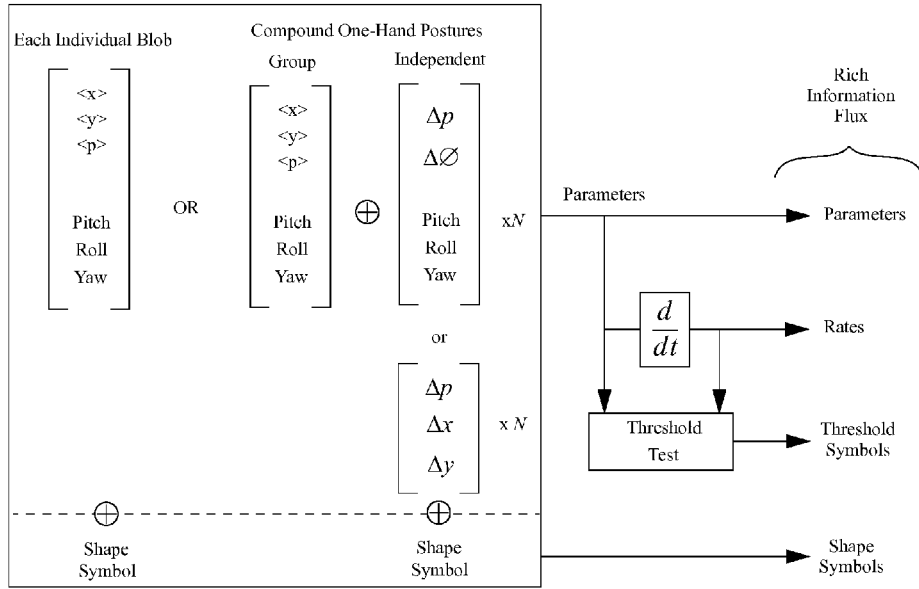 Each Individual Blob
<x>
<y>
<p>
Pitch
Roll
Yaw
OR
Compound One-Hand Postures
Group
<x>
<y>
<p>
Pitch
Roll
Yaw
⊕
Independent
Δp
Δ∅
Pitch
Roll
Yaw
xN
or
Δp
Δx
Δy
x N
⊕
Shape
Symbol
⊕
Shape
Symbol
Parameters
d
dt
Threshold
Test
Rich
Information
Flux
Parameters
Rates
Threshold
Symbols
Shape
Symbols